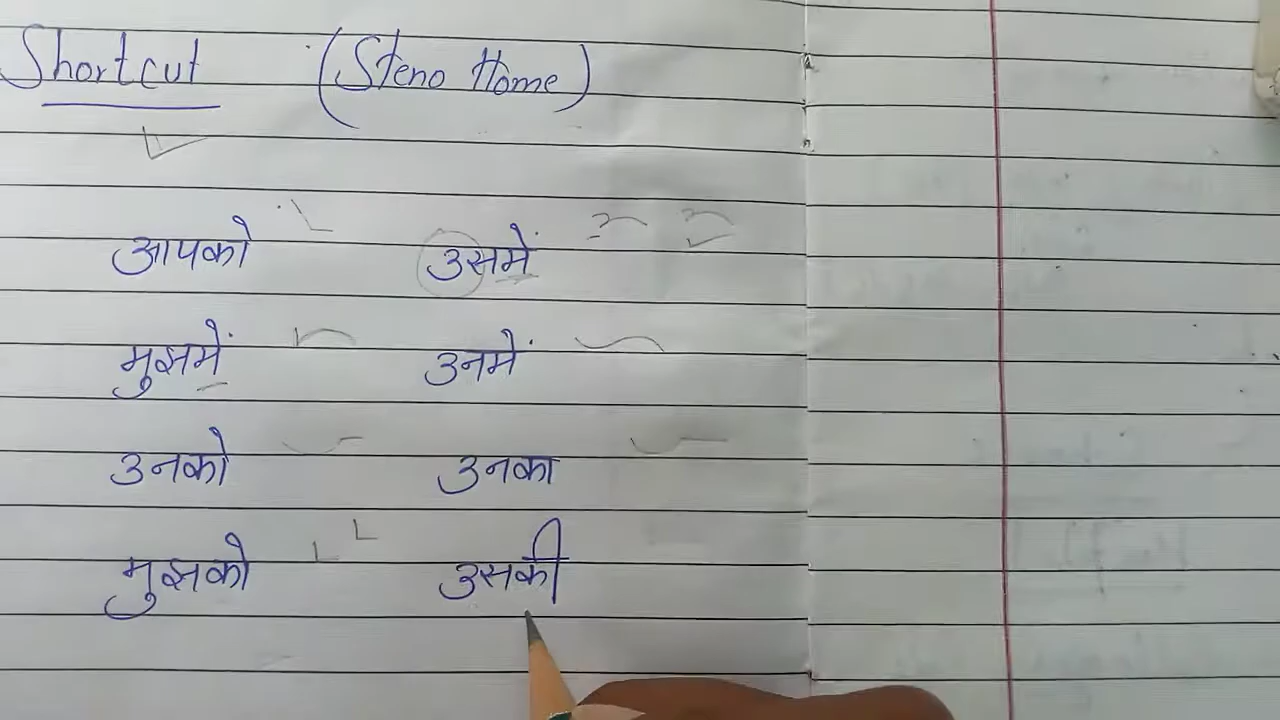 Shortcut (Steno Home)
आपको उसमें
मुझमें उनमें
उनको उनका
मुझको उसकी